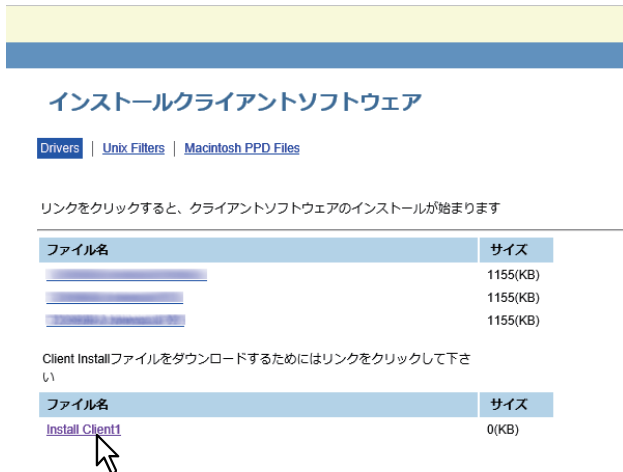 インストールクライアントソフトウェア
Drivers | Unix Filters | Macintosh PPD Files
リンクをクリックすると、クライアントソフトウェアのインストールが始まります
ファイル名 サイズ
1155(KB)
1155(KB)
1155(KB)
Client Installファイルをダウンロードするためにはリンクをクリックして下さ
い
ファイル名 サイズ
Install Client1 0(KB)